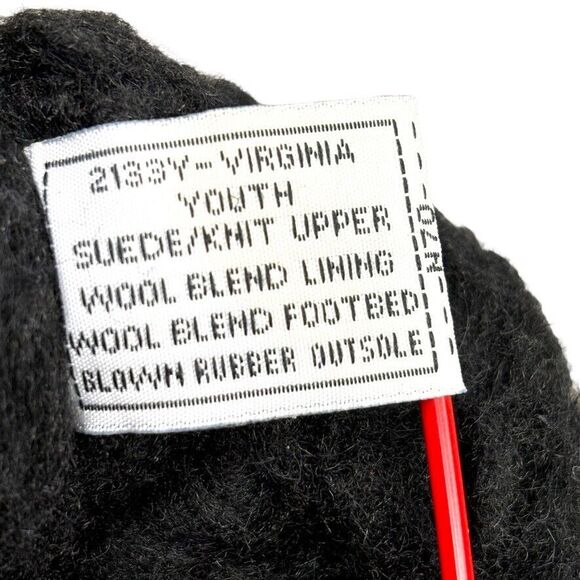 2133Y-VIRGINIA
YOUTH
SUEDE/KNIT UPPER
WOOL BLEND LINING
WOOL BLEND FOOTBED
BLOWN RUBBER OUTSOLE